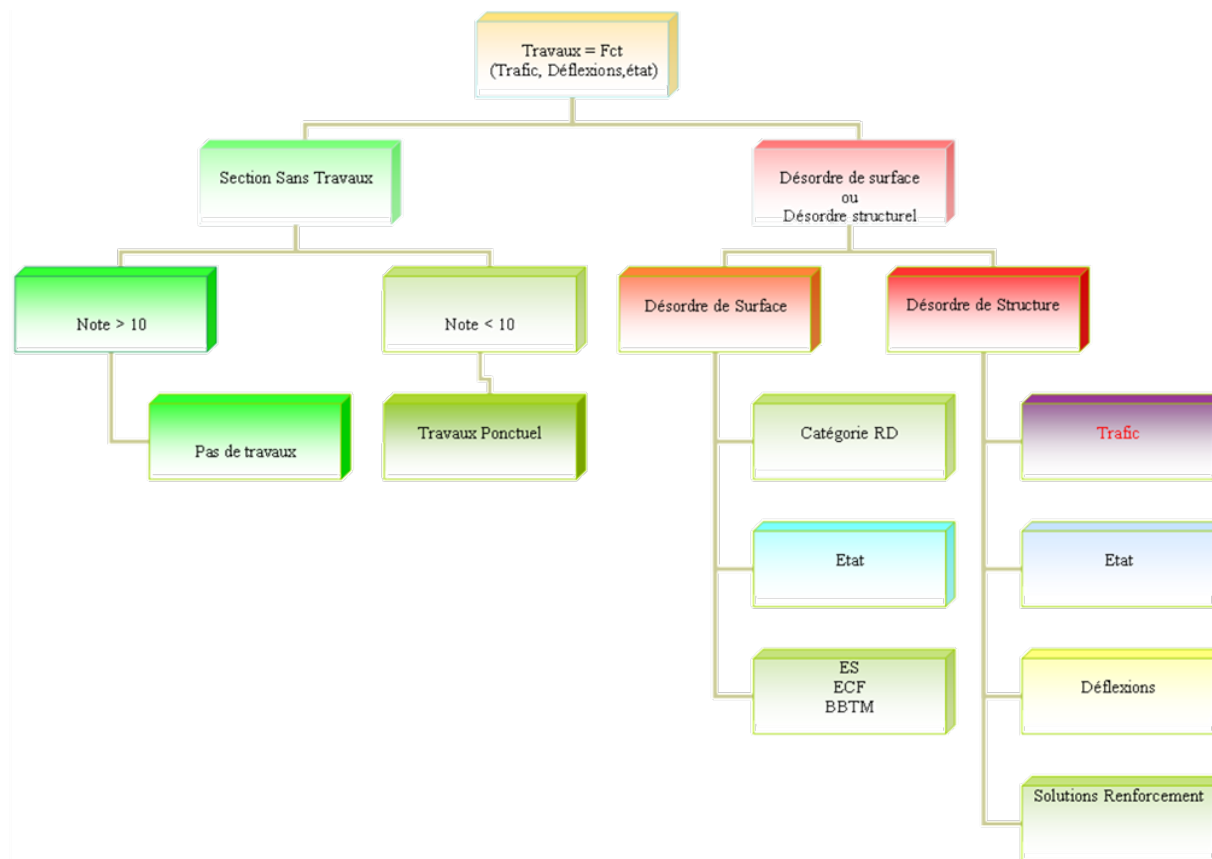 Travaux = Fct
(Trafic, Déflexions,état)
Section Sans Travaux
Désordre de surface
ou
Désordre structurel
Note > 10
Note < 10
Désordre de Surface
Désordre de Structure
Pas de travaux
Travaux Ponctuel
Catégorie RD
Trafic
Etat
Etat
ES
ECF
BBTM
Déflexions
Solutions Renforcement